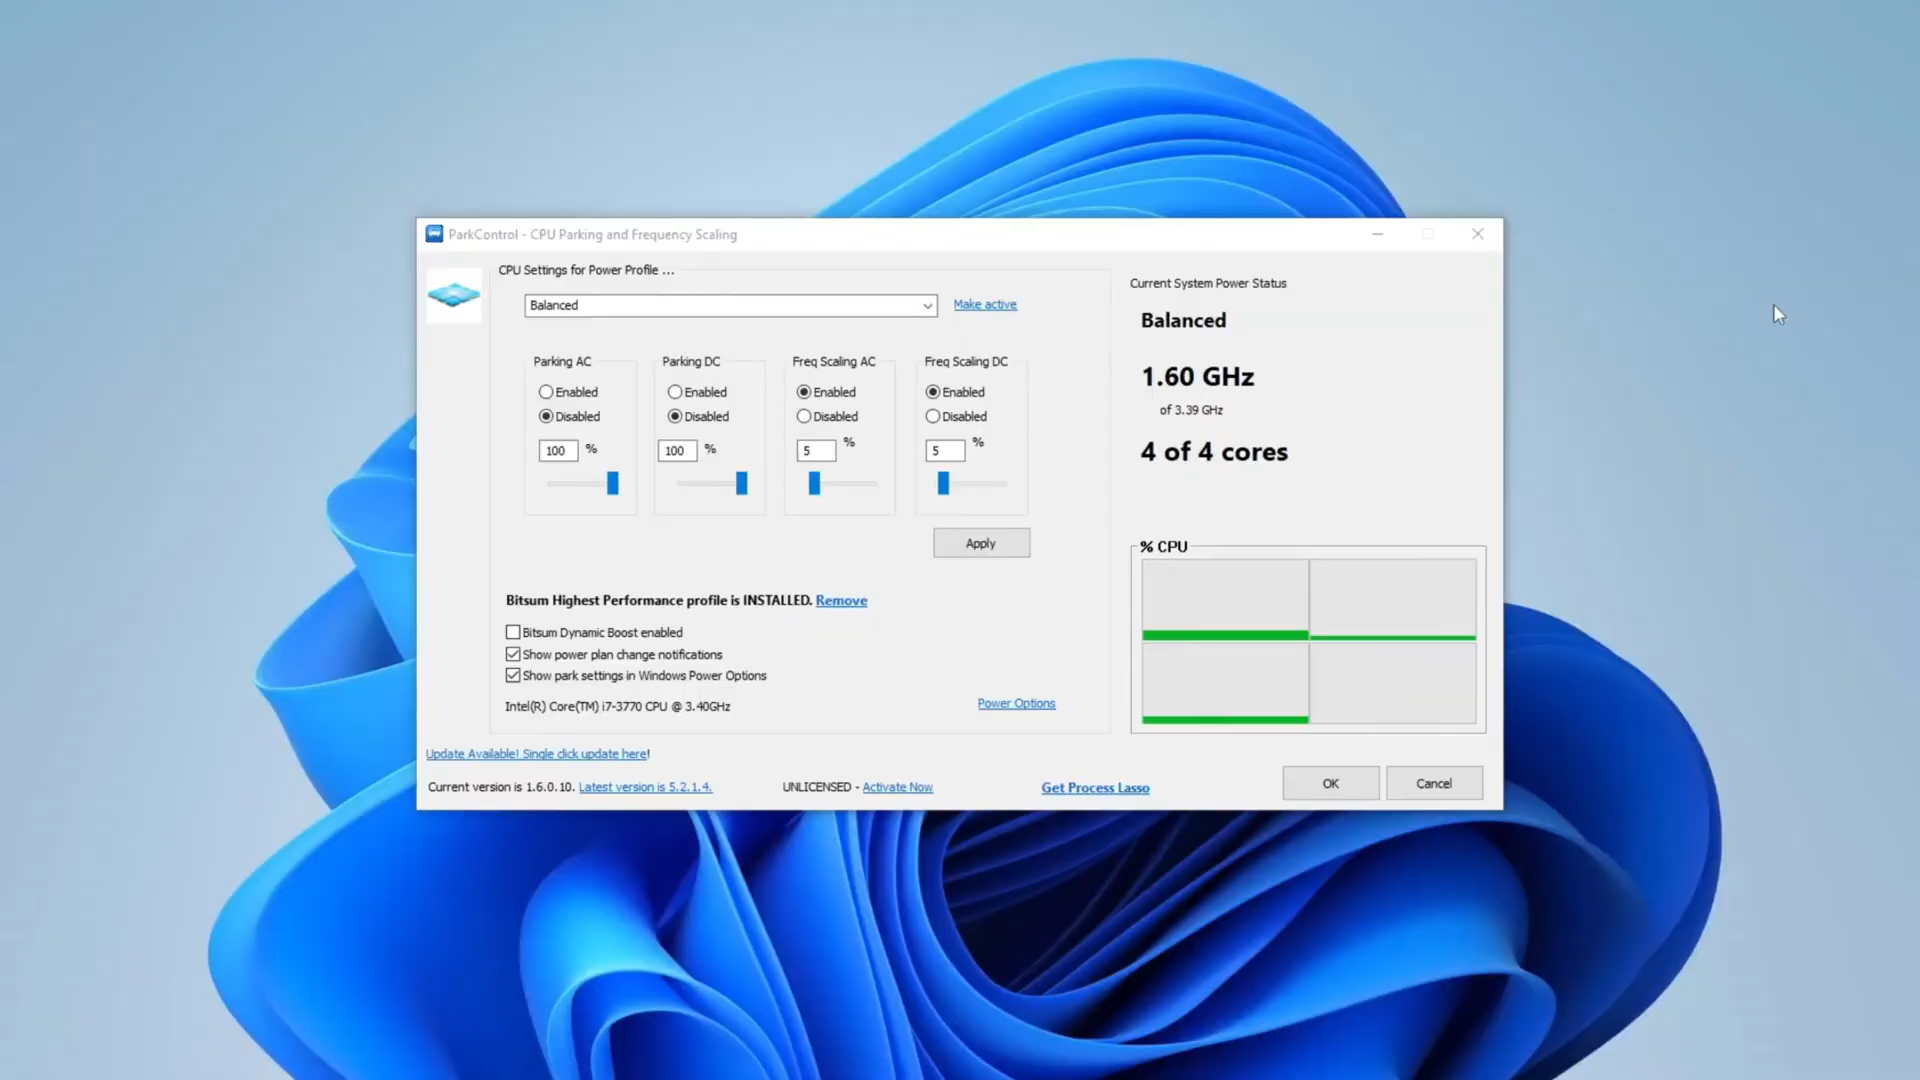 ParkControl - CPU Parking and Frequency Scaling
CPU Settings for Power Profile ...
Balanced
Make active
Parking AC
Enabled
Disabled
100 %
Parking DC
Enabled
Disabled
100 %
Freq Scaling AC
Enabled
Disabled
5 %
Freq Scaling DC
Enabled
Disabled
5 %
Apply
Bitsum Highest Performance profile is INSTALLED. Remove
Bitsum Dynamic Boost enabled
Show power plan change notifications
Show park settings in Windows Power Options
Intel(R) Core(TM) i7-3770 CPU @ 3.40GHz
Power Options
Current System Power Status
Balanced
1.60 GHz
of 3.39 GHz
4 of 4 cores
% CPU
Update Available! Single click update here!
Current version is 1.6.0.10. Latest version is 5.2.1.4.
UNLICENSED - Activate Now
Get Process Lasso
OK
Cancel